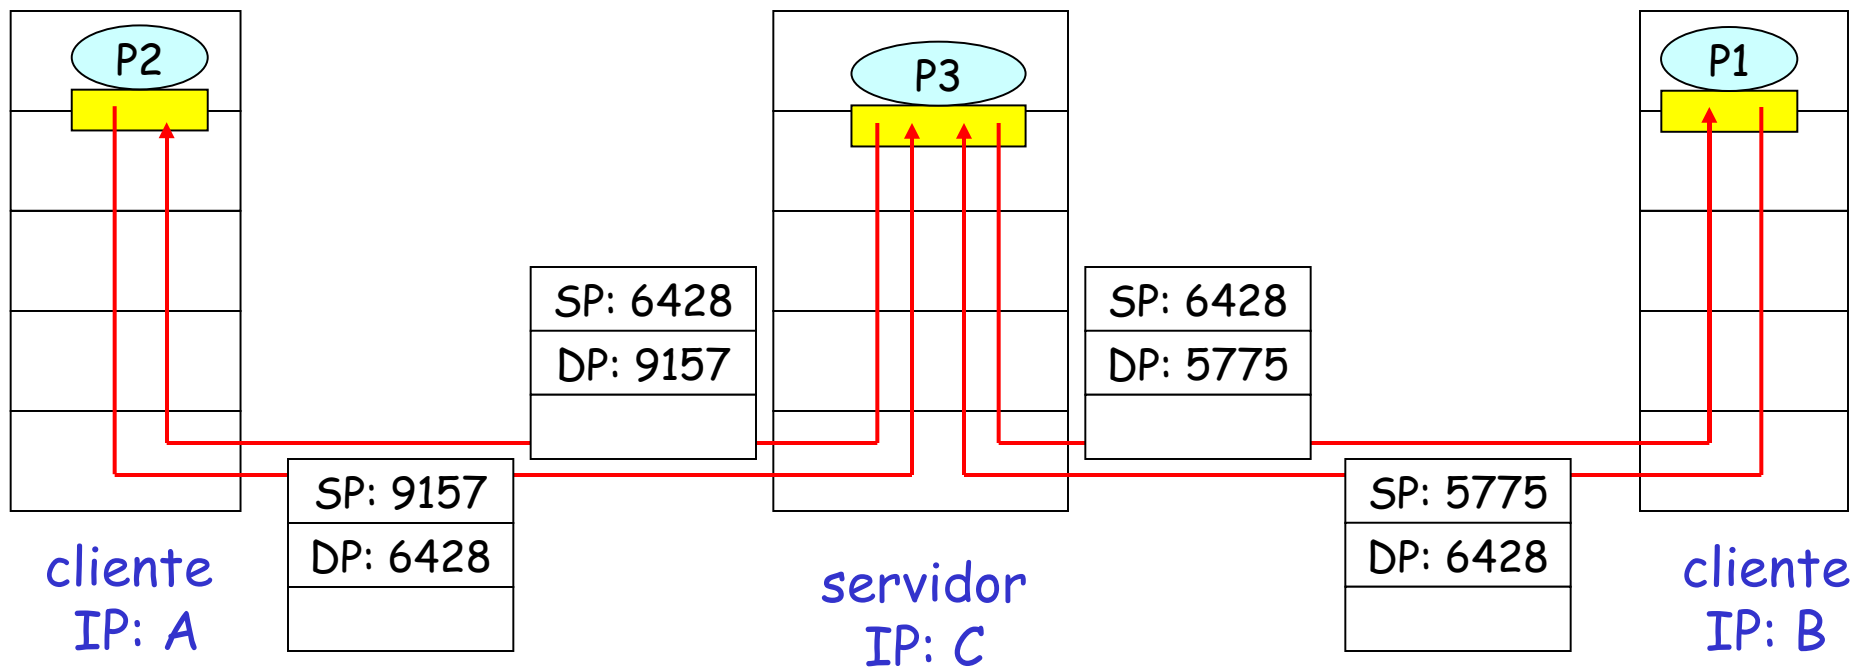 P2
P3
P1
SP: 6428
DP: 9157
SP: 6428
DP: 5775
SP: 9157
DP: 6428
SP: 5775
DP: 6428
cliente
IP: A
servidor
IP: C
cliente
IP: B